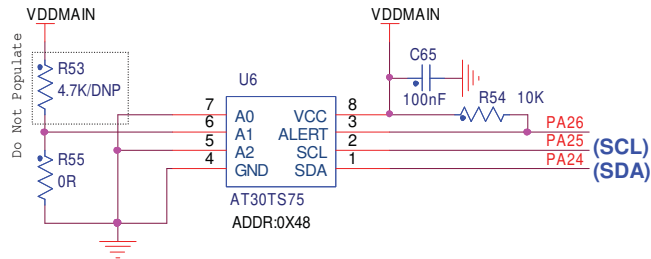 VDDMAIN
VDDMAIN
Do Not Populate
R53
4.7K/DNP
C65
100nF
R54 10K
U6
7 A0 VCC 8
6 A1 ALERT 3 PA26
5 A2 SCL 2 PA25 (SCL)
4 GND SDA 1 PA24 (SDA)
R55
0R
AT30TS75
ADDR:0X48